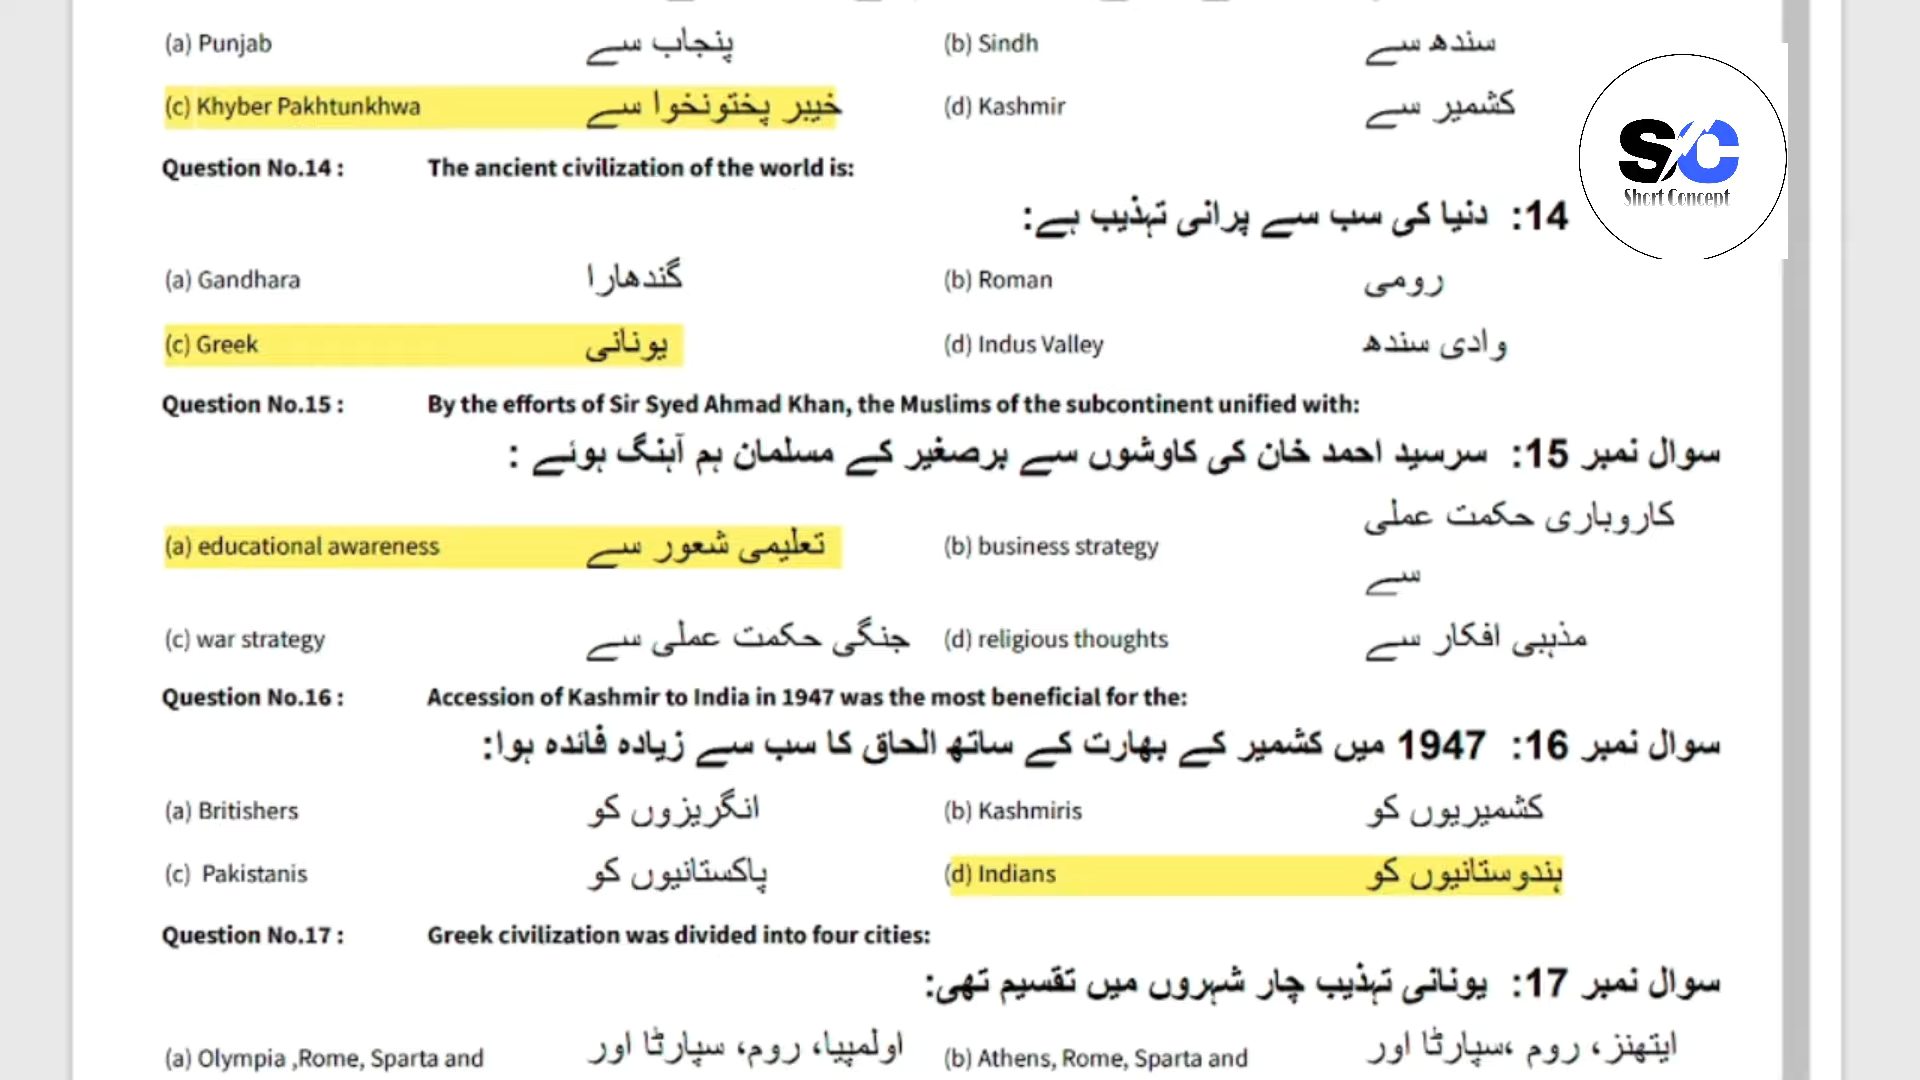 (a) Punjab پنجاب سے (b) Sindh سندھ سے
(c) Khyber Pakhtunkhwa خیبر پختونخوا سے (d) Kashmir کشمیر سے
Question No.14 : The ancient civilization of the world is:
14: دنیا کی سب سے پرانی تہذیب ہے:
S/C
Short Concept
(a) Gandhara گندھارا (b) Roman رومی
(c) Greek یونانی (d) Indus Valley وادی سندھ
Question No.15 : By the efforts of Sir Syed Ahmad Khan, the Muslims of the subcontinent unified with:
سوال نمبر 15: سرسید احمد خان کی کاوشوں سے برصغیر کے مسلمان ہم آہنگ ہوئے :
(a) educational awareness تعلیمی شعور سے (b) business strategy کاروباری حکمت عملی
سے
(c) war strategy جنگی حکمت عملی سے (d) religious thoughts مذہبی افکار سے
Question No.16 : Accession of Kashmir to India in 1947 was the most beneficial for the:
سوال نمبر 16: 1947 میں کشمیر کے بھارت کے ساتھ الحاق کا سب سے زیادہ فائدہ ہوا:
(a) Britishers انگریزوں کو (b) Kashmiris کشمیریوں کو
(c) Pakistanis پاکستانیوں کو (d) Indians ہندوستانیوں کو
Question No.17 : Greek civilization was divided into four cities:
سوال نمبر 17: یونانی تہذیب چار شہروں میں تقسیم تھی:
(a) Olympia ,Rome, Sparta and اولمپیا، روم، سپارٹا اور (b) Athens, Rome, Sparta and ایتھنز، روم ،سپارٹا اور